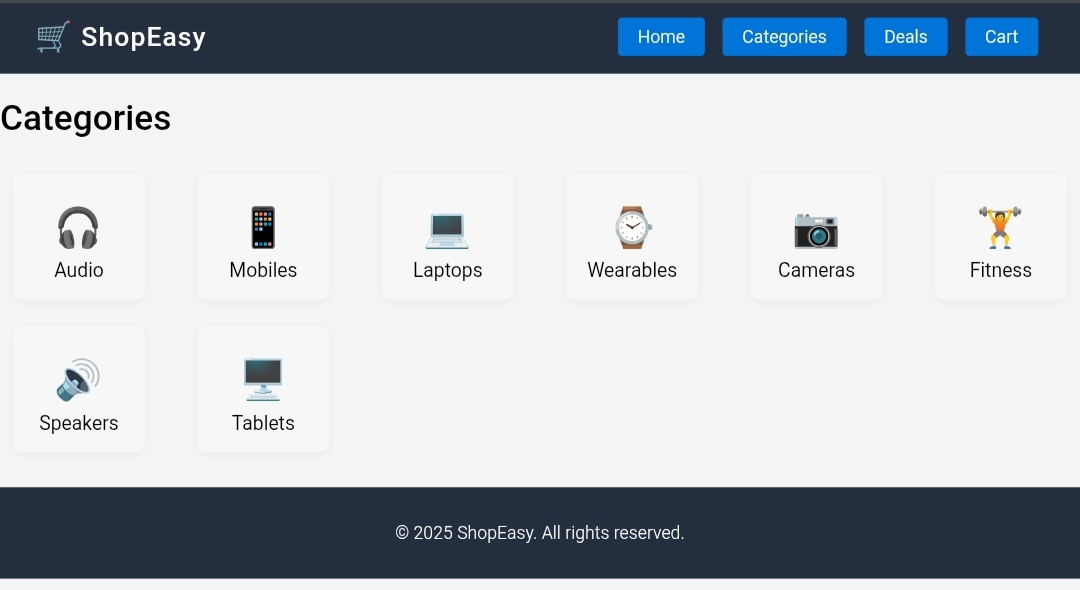 ShopEasy
Home Categories Deals Cart
Categories
Audio Mobiles Laptops Wearables Cameras Fitness
Speakers Tablets
© 2025 ShopEasy. All rights reserved.